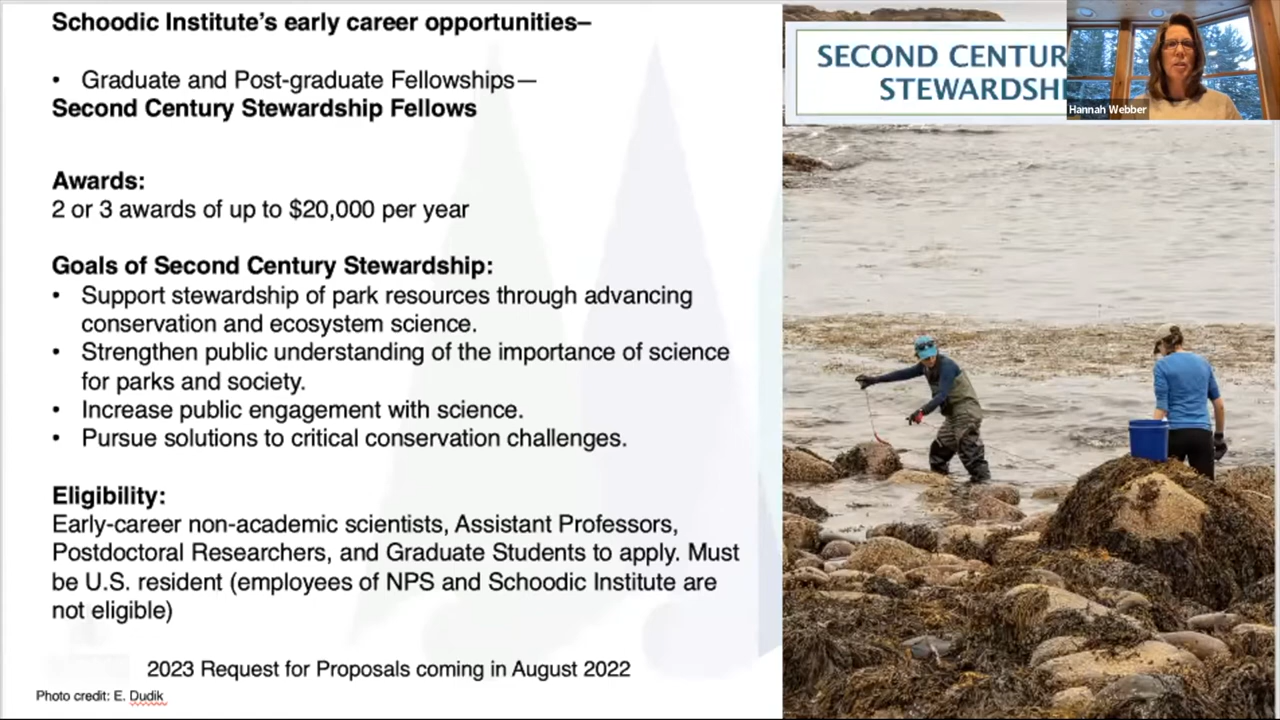 Schoodic Institute's early career opportunities–
• Graduate and Post-graduate Fellowships—
Second Century Stewardship Fellows
Awards:
2 or 3 awards of up to $20,000 per year
Goals of Second Century Stewardship:
• Support stewardship of park resources through advancing
conservation and ecosystem science.
• Strengthen public understanding of the importance of science
for parks and society.
• Increase public engagement with science.
• Pursue solutions to critical conservation challenges.
Eligibility:
Early-career non-academic scientists, Assistant Professors,
Postdoctoral Researchers, and Graduate Students to apply. Must
be U.S. resident (employees of NPS and Schoodic Institute are
not eligible)
2023 Request for Proposals coming in August 2022
Photo credit: E. Dudik
SECOND CENTUR
STEWARDSHI
Hannah Webber